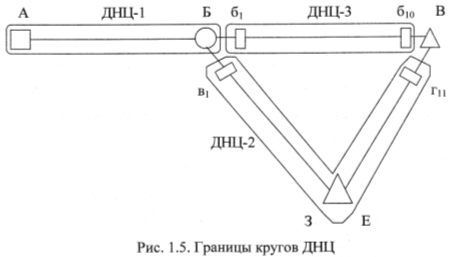 А ДНЦ-1 Б б1 ДНЦ-3 б10 В
в1 г11
ДНЦ-2
З Е
Рис. 1.5. Границы кругов ДНЦ